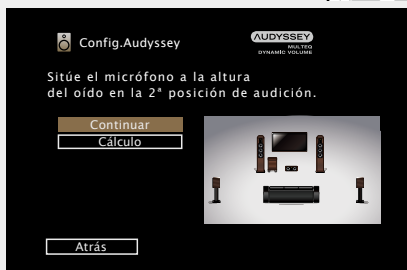 Config.Audyssey
AUDYSSEY
MULTEQ
DYNAMIC VOLUME
Sitúe el micrófono a la altura
del oído en la 2ª posición de audición.
Continuar
Cálculo
Atrás